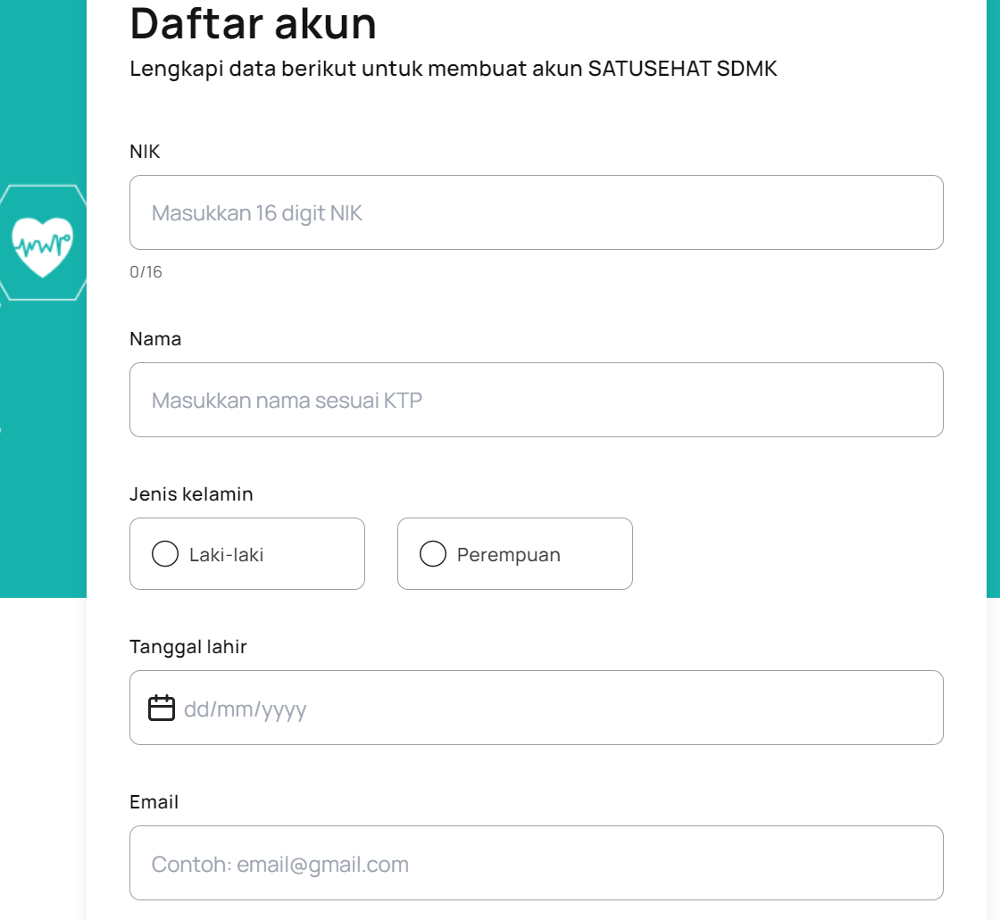 Daftar akun
Lengkapi data berikut untuk membuat akun SATUSEHAT SDMK
NIK
Masukkan 16 digit NIK
0/16
Nama
Masukkan nama sesuai KTP
Jenis kelamin
Laki-laki
Perempuan
Tanggal lahir
dd/mm/yyyy
Email
Contoh: email@gmail.com